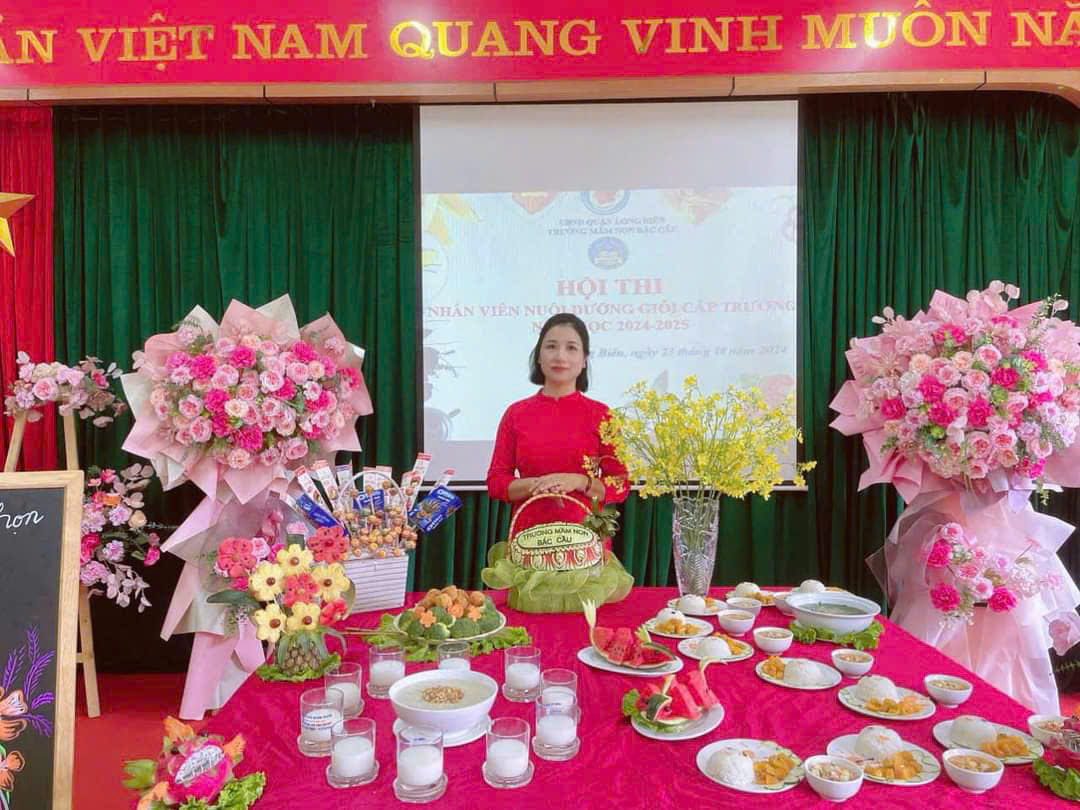 ẢN VIỆT NAM QUANG VINH MUÔN NĂ
UBND QUẬN LONG BIÊN
TRƯỜNG MẦM NON BẮC CẦU
HỘI THI
NHÂN VIÊN NUÔI DƯỠNG GIỎI CẤP TRƯỜNG
N HỌC 2024-2025
Biên, ngày 23 tháng 10 năm 2024
TRƯỜNG MẦM NON
BẮC CẦU
họn